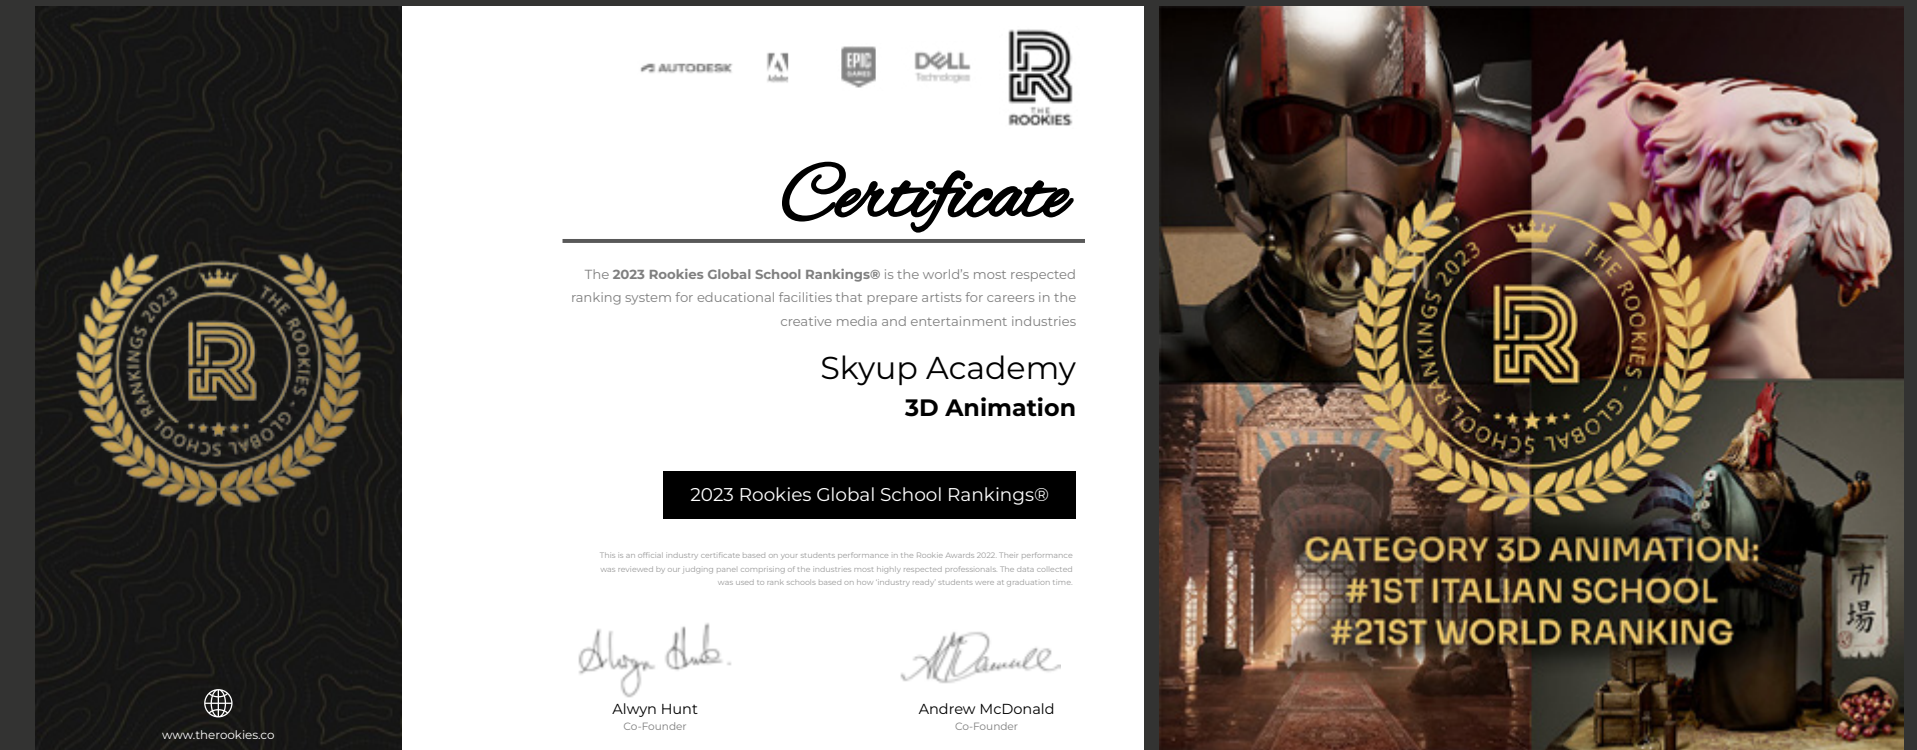 THE ROOKIES - GLOBAL SCHOOL RANKINGS 2023
www.therookies.co
AUTODESK
Adobe
EPIC GAMES
DELL Technologies
THE ROOKIES
Certificate
The 2023 Rookies Global School Rankings® is the world's most respected
ranking system for educational facilities that prepare artists for careers in the
creative media and entertainment industries
Skyup Academy
3D Animation
2023 Rookies Global School Rankings®
This is an official industry certificate based on your students performance in the Rookie Awards 2022. Their performance
was reviewed by our judging panel comprising of the industries most highly respected professionals. The data collected
was used to rank schools based on how 'industry ready' students were at graduation time.
Alwyn Hunt
Co-Founder
Andrew McDonald
Co-Founder
THE ROOKIES - GLOBAL SCHOOL RANKINGS 2023
CATEGORY 3D ANIMATION:
#1ST ITALIAN SCHOOL
#21ST WORLD RANKING
市場